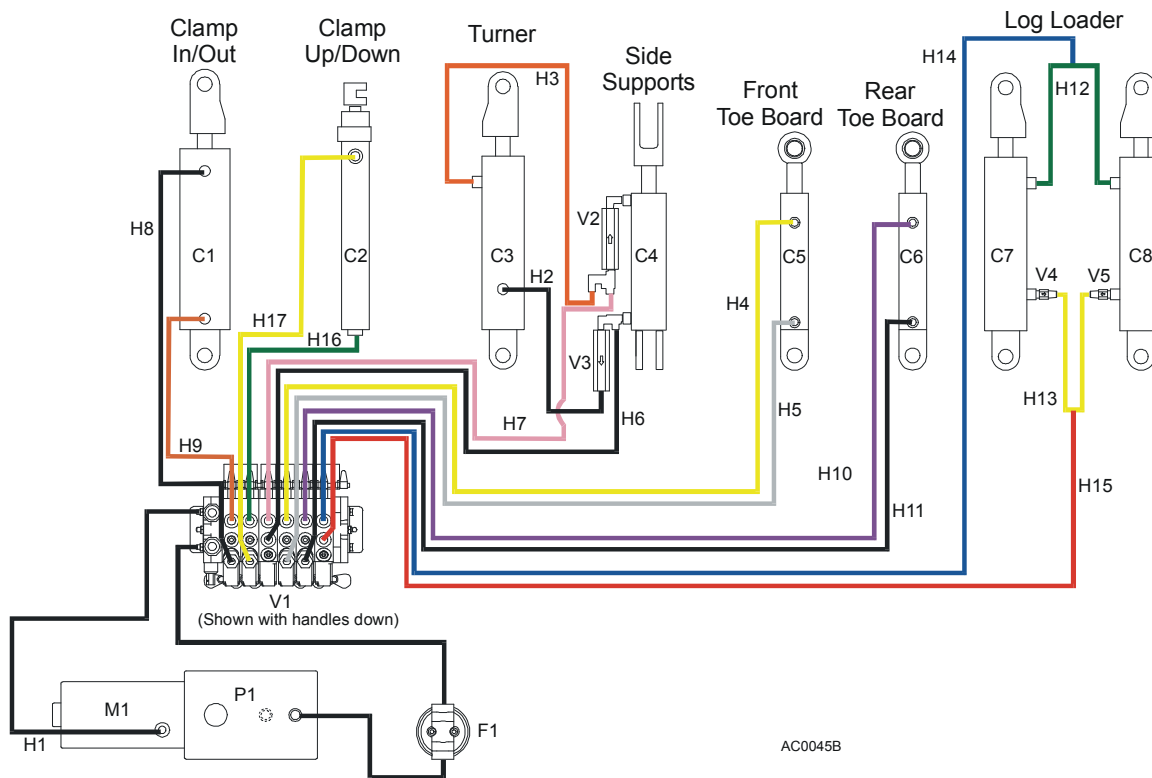 Clamp
In/Out
Clamp
Up/Down
Turner
Side
Supports
Front
Toe Board
Rear
Toe Board
Log Loader
H14
H3
H12
H8
V2
C1
C2
C3
C4
C5
C6
C7
C8
H2
H4
V4
V5
H17
H16
V3
H13
H7
H6
H5
H9
H10
H15
H11
V1
(Shown with handles down)
M1
P1
F1
H1
AC0045B